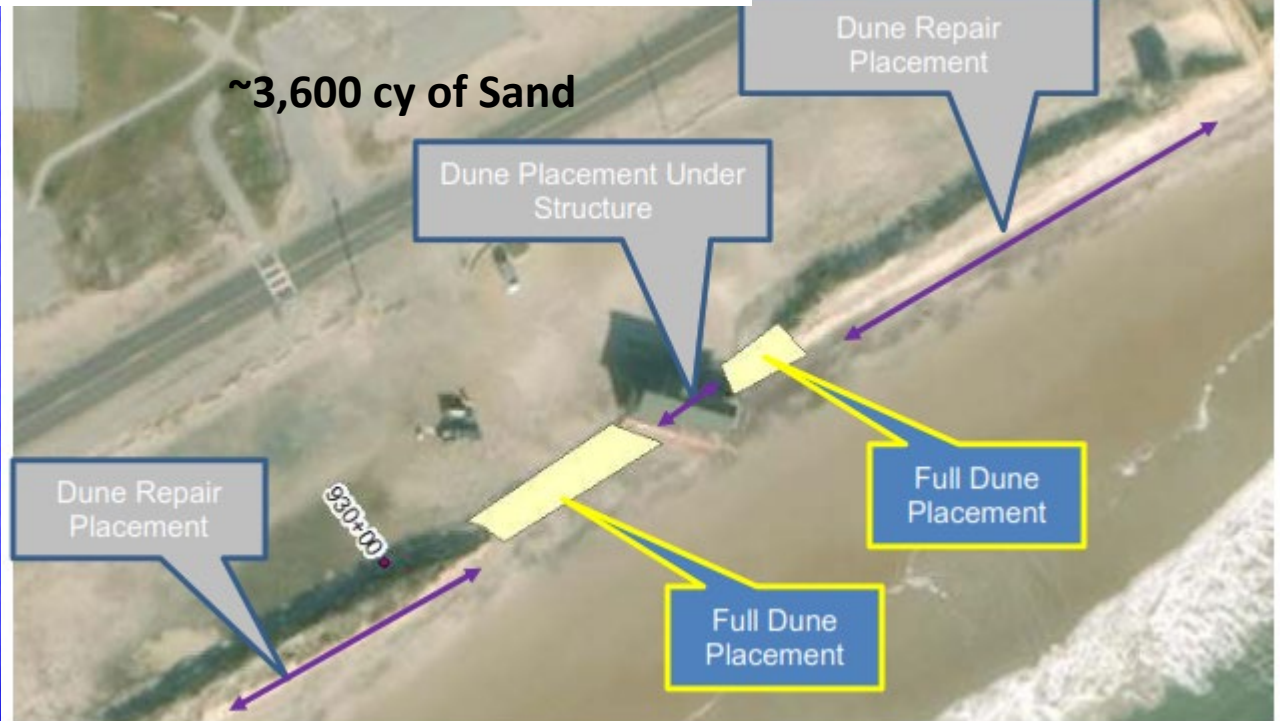 Dune Repair
Placement
~3,600 cy of Sand
Dune Placement Under
Structure
Full Dune
Placement
Dune Repair
Placement
930+00
Full Dune
Placement